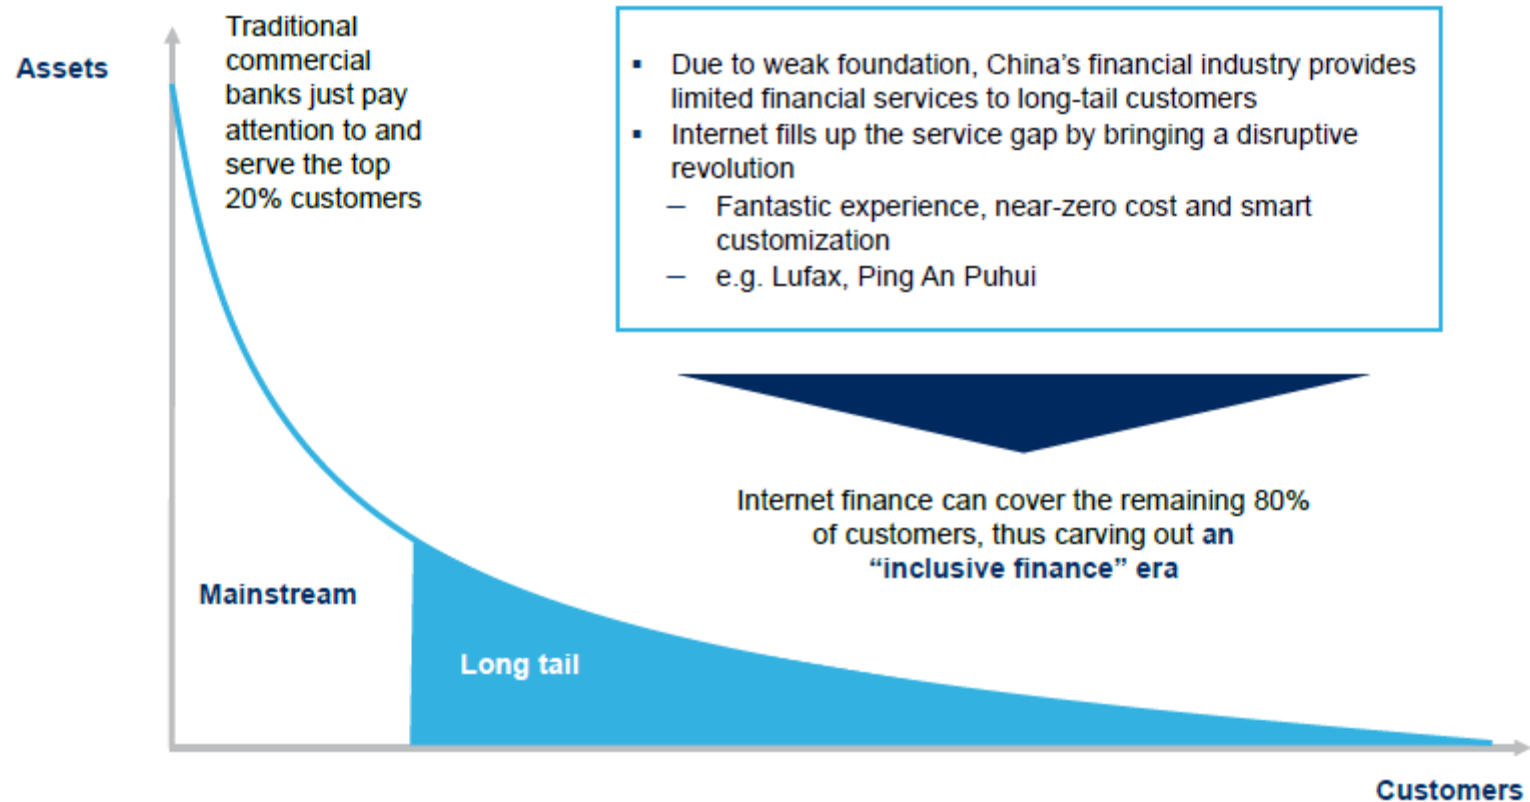 Assets
Traditional
commercial
banks just pay
attention to and
serve the top
20% customers
▪ Due to weak foundation, China's financial industry provides
limited financial services to long-tail customers
▪ Internet fills up the service gap by bringing a disruptive
revolution
– Fantastic experience, near-zero cost and smart
customization
– e.g. Lufax, Ping An Puhui
Internet finance can cover the remaining 80%
of customers, thus carving out an
“inclusive finance” era
Mainstream
Long tail
Customers